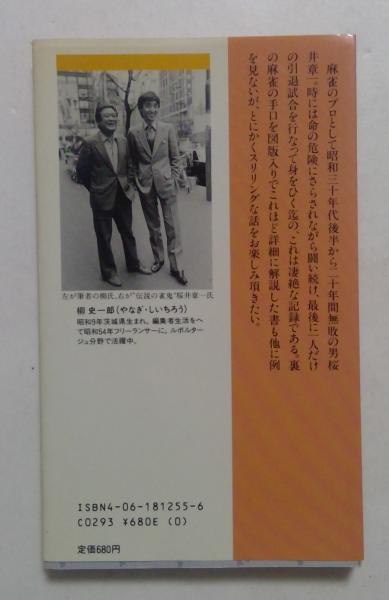 麻雀のプロとして昭和三十年代後半から二十年間無敗の男桜
井章一。時には命の危険にさらされながら闘い続け、最後に一人だけ
の引退試合を行なって身をひく迄の、これは凄絶な記録である。裏
の麻雀の手口を図版入りでこれほど詳細に解説した書も他に例
を見ないが、とにかくスリリングな話をお楽しみ頂きたい。
左が筆者の柳氏。右が"伝説の雀鬼"桜井章一氏
柳 史一郎(やなぎ・しいちろう)
昭和9年茨城県生まれ。編集者生活をへ
て昭和54年フリーランサーに。ルポルター
ジュ分野で活躍中。
ISBN4-06-181255-6
C0293 ¥680E (0)
定価680円